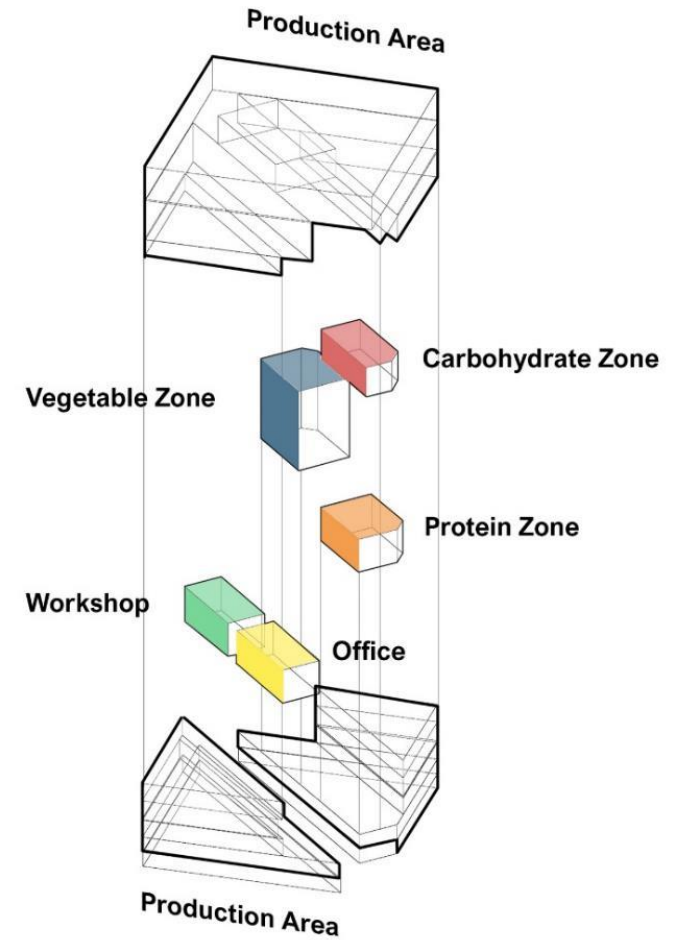 Production Area
Carbohydrate Zone
Vegetable Zone
Protein Zone
Workshop
Office
Production Area